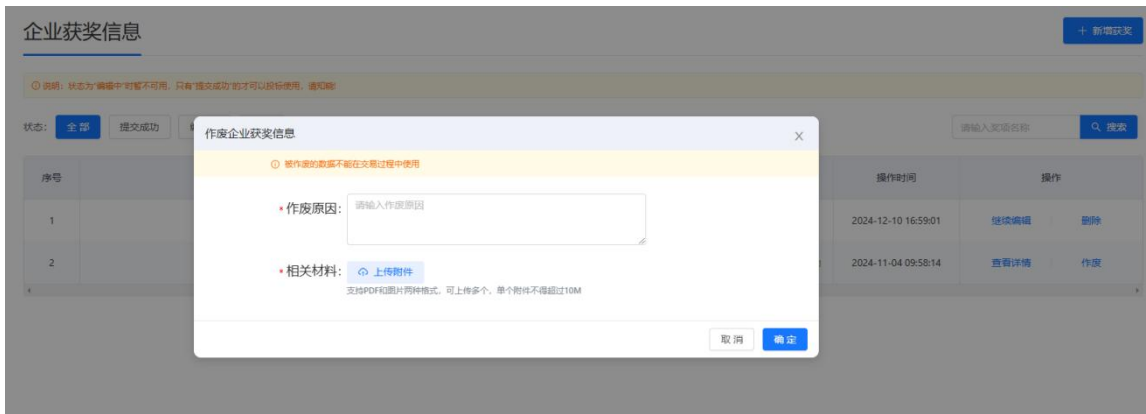 企业获奖信息
+ 新增获奖
说明：状态为"编辑中"时暂不可用，只有"提交成功"的才可以投标使用，请知晓!
状态： 全部 提交成功
请输入奖项名称 搜索
作废企业获奖信息
被作废的数据不能在交易过程中使用
序号 操作时间 操作
*作废原因： 请输入作废原因
1 2024-12-10 16:59:01 继续编辑 删除
2 2024-11-04 09:58:14 查看详情 作废
*相关材料： 上传附件
支持PDF和图片两种格式，可上传多个，单个附件不得超过10M
取消 确定